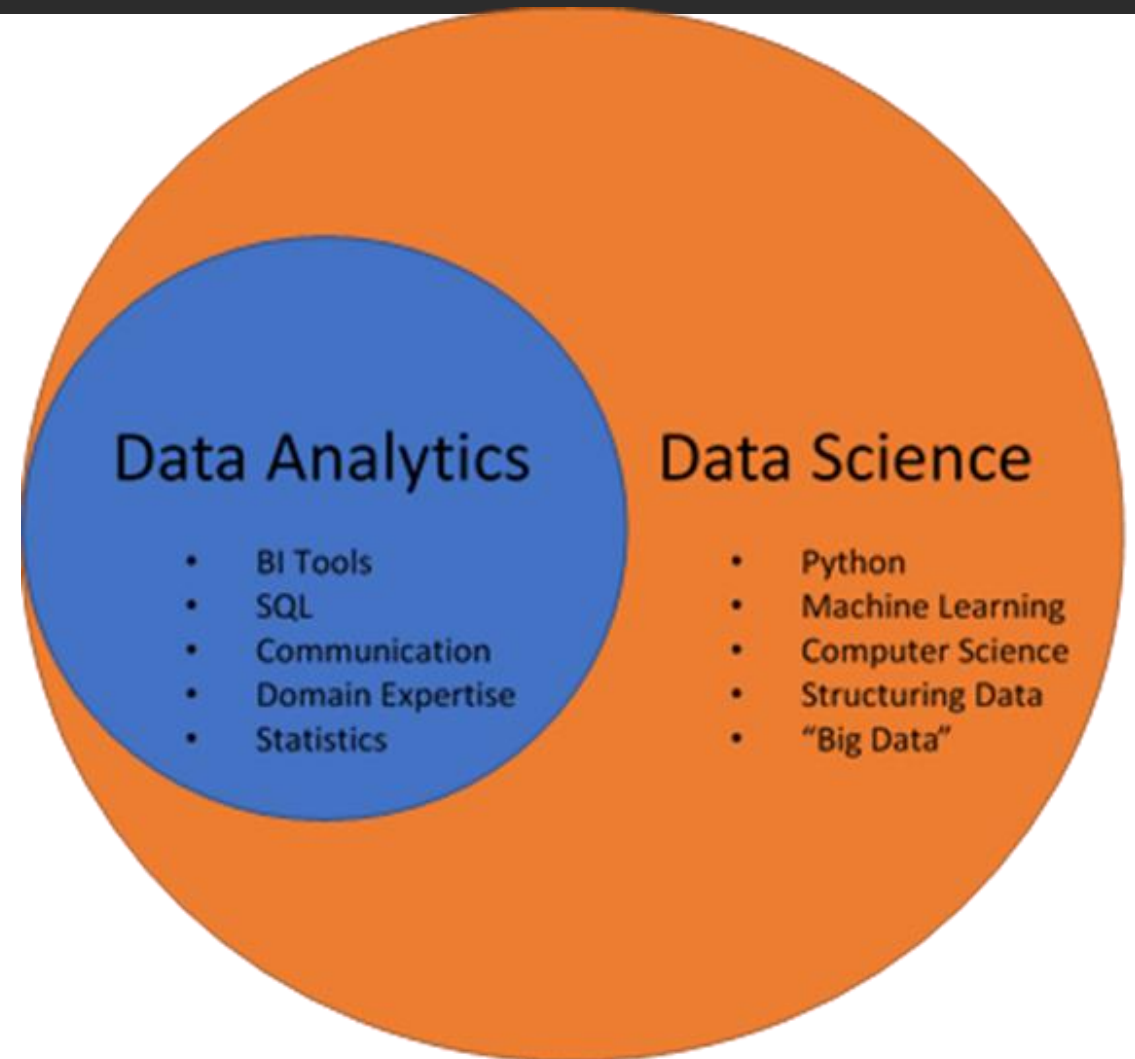 Data Analytics
• BI Tools
• SQL
• Communication
• Domain Expertise
• Statistics
Data Science
• Python
• Machine Learning
• Computer Science
• Structuring Data
• “Big Data”